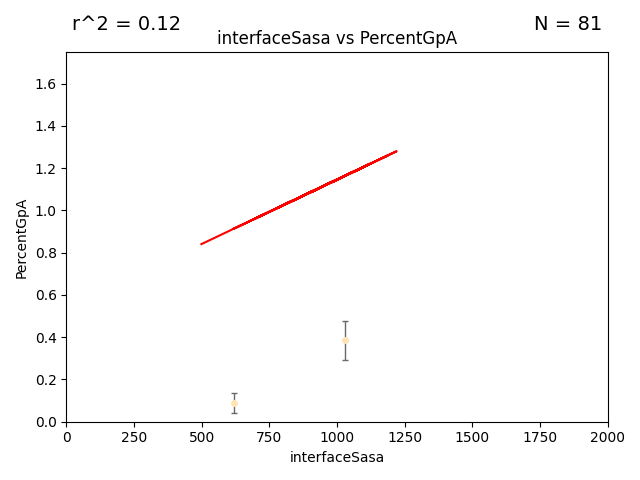 r^2 = 0.12
N = 81
interfaceSasa vs PercentGpA
PercentGpA
1.6
1.4
1.2
1.0
0.8
0.6
0.4
0.2
0.0
0 250 500 750 1000 1250 1500 1750 2000
interfaceSasa